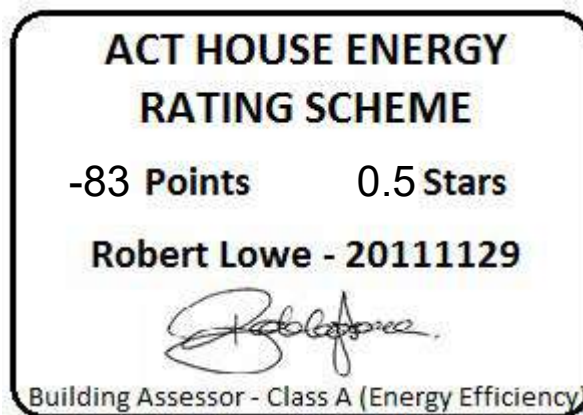 ACT HOUSE ENERGY
RATING SCHEME
-83 Points 0.5 Stars
Robert Lowe - 20111129
Building Assessor - Class A (Energy Efficiency)